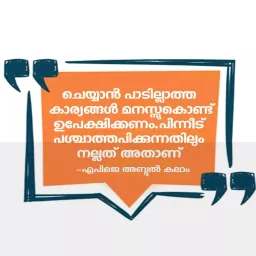 ചെയ്യാൻ പാടില്ലാത്ത
കാര്യങ്ങൾ മനസ്സുകൊണ്ട്
ഉപേക്ഷിക്കണം.പിന്നീട്
പശ്ചാത്തപിക്കുന്നതിലും
നല്ലത് അതാണ്
-എപിജെ അബ്ദുൽ കലാം